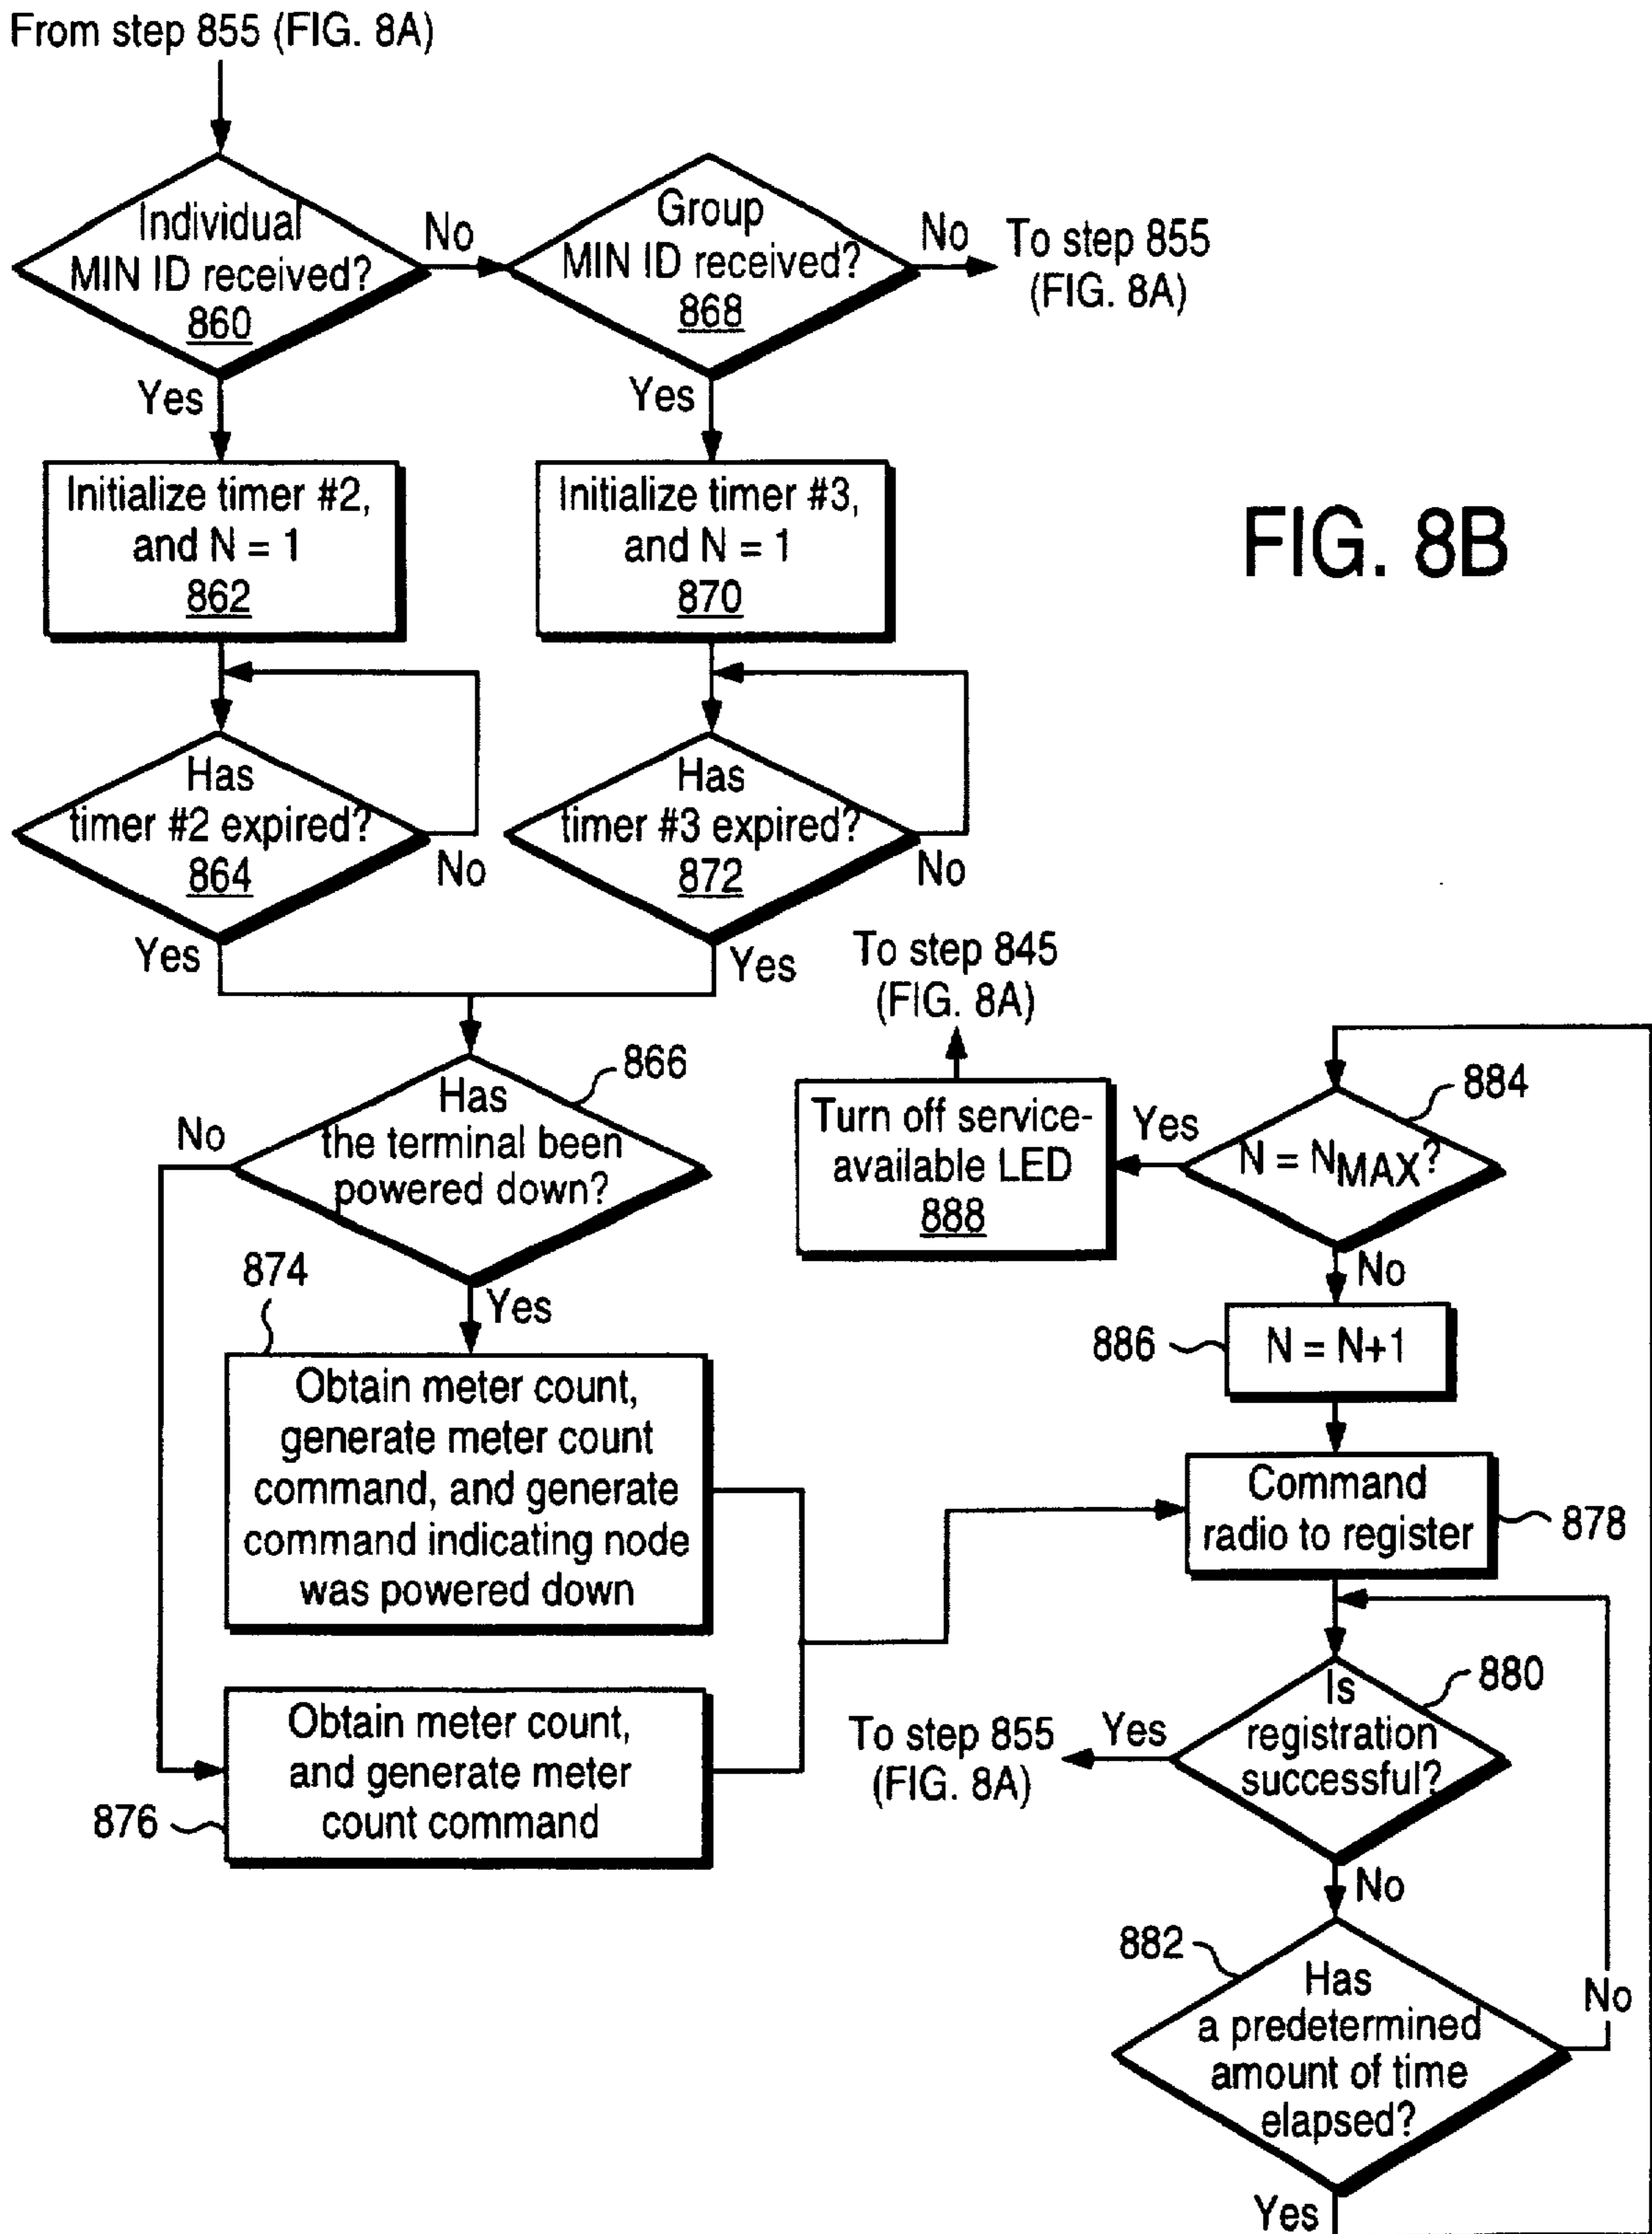 From step 855 (FIG. 8A)
Individual
MIN ID received?
860
No
Group
MIN ID received?
868
No
To step 855
(FIG. 8A)
Yes
Yes
Initialize timer #2,
and N = 1
862
Initialize timer #3,
and N = 1
870
FIG. 8B
Has
timer #2 expired?
864
No
Has
timer #3 expired?
872
No
Yes
Yes
To step 845
(FIG. 8A)
866
Has
the terminal been
powered down?
No
Yes
Turn off service-
available LED
888
Yes
884
N = NMAX?
No
874
Obtain meter count,
generate meter count
command, and generate
command indicating node
was powered down
886
N = N+1
Command
radio to register
878
876
Obtain meter count,
and generate meter
count command
To step 855
(FIG. 8A)
Yes
880
Is
registration
successful?
No
882
Has
a predetermined
amount of time
elapsed?
No
Yes